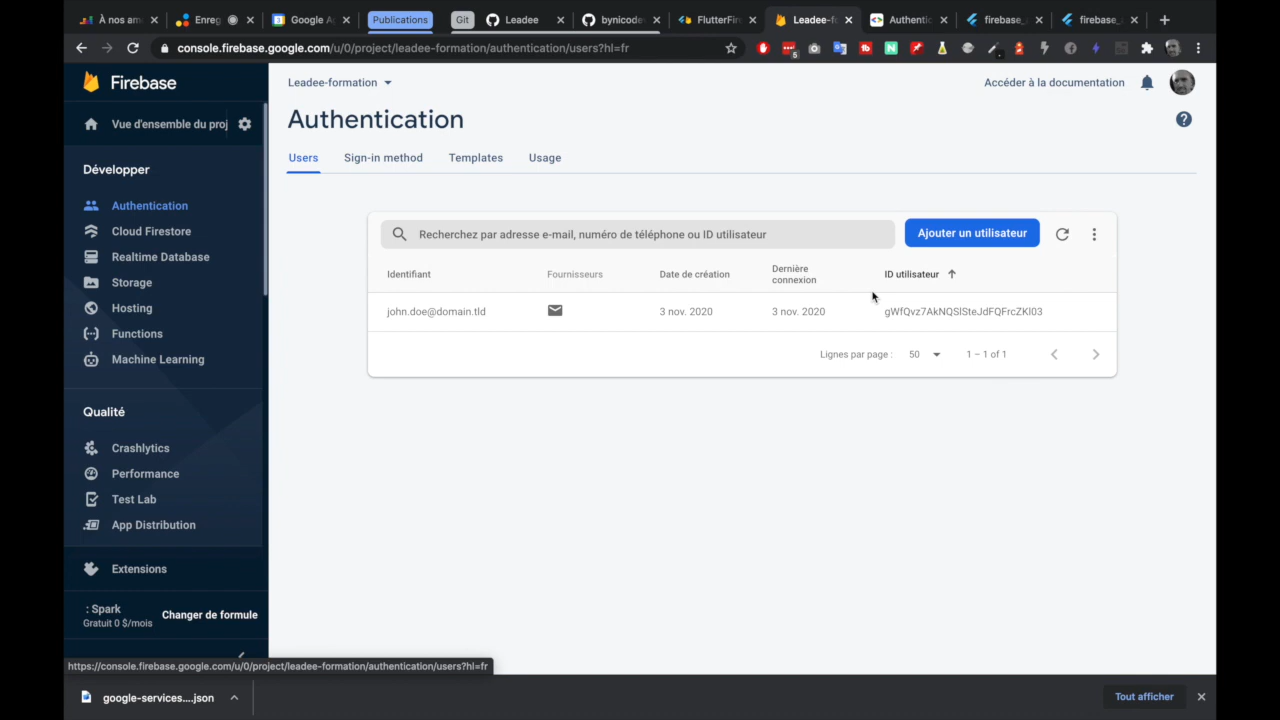 À nos am
Enreg
Google A
Publications
Git
Leadee
bynicode
FlutterFir
Leadee-f
Authentic
firebase_
firebase_
console.firebase.google.com/u/0/project/leadee-formation/authentication/users?hl=fr
Firebase
Leadee-formation
Accéder à la documentation
Vue d'ensemble du proj
Authentication
Users
Sign-in method
Templates
Usage
Développer
Authentication
Cloud Firestore
Realtime Database
Storage
Hosting
Functions
Machine Learning
Recherchez par adresse e-mail, numéro de téléphone ou ID utilisateur
Ajouter un utilisateur
Identifiant
Fournisseurs
Date de création
Dernière
connexion
ID utilisateur
john.doe@domain.tld
3 nov. 2020
3 nov. 2020
gWfQvz7AkNQSlSteJdFQFrcZKl03
Lignes par page :
50
1 – 1 of 1
Qualité
Crashlytics
Performance
Test Lab
App Distribution
Extensions
: Spark
Gratuit 0 $/mois
Changer de formule
https://console.firebase.google.com/u/0/project/leadee-formation/authentication/users?hl=fr
google-services....json
Tout afficher